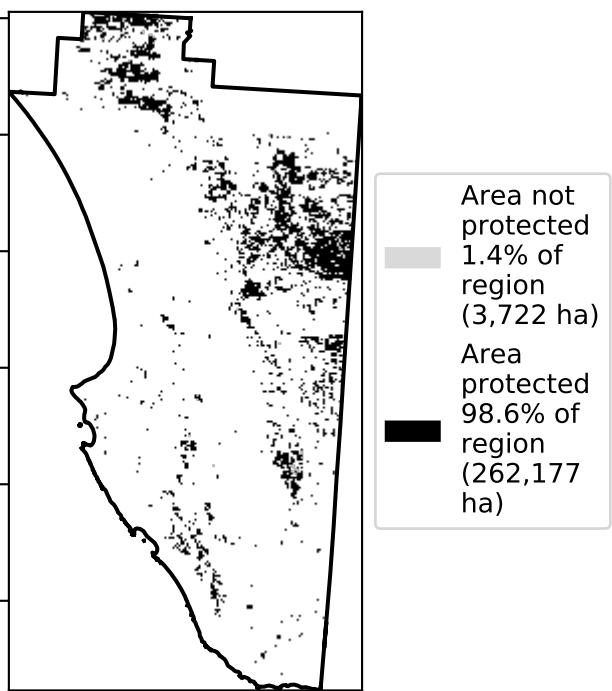 Area not
protected
1.4% of
region
(3,722 ha)
Area
protected
98.6% of
region
(262,177
ha)